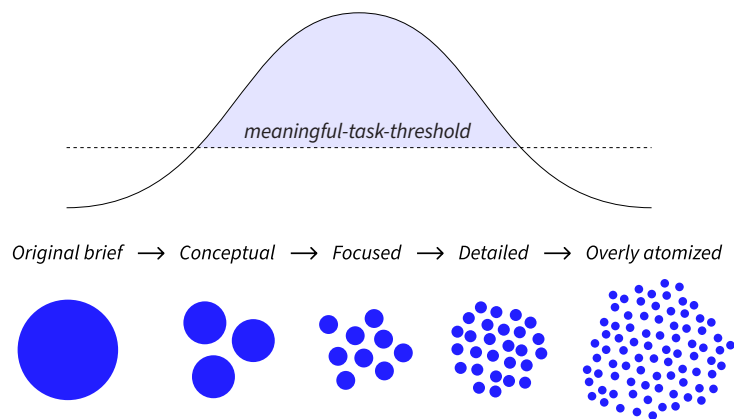 meaningful-task-threshold
Original brief → Conceptual → Focused → Detailed → Overly atomized